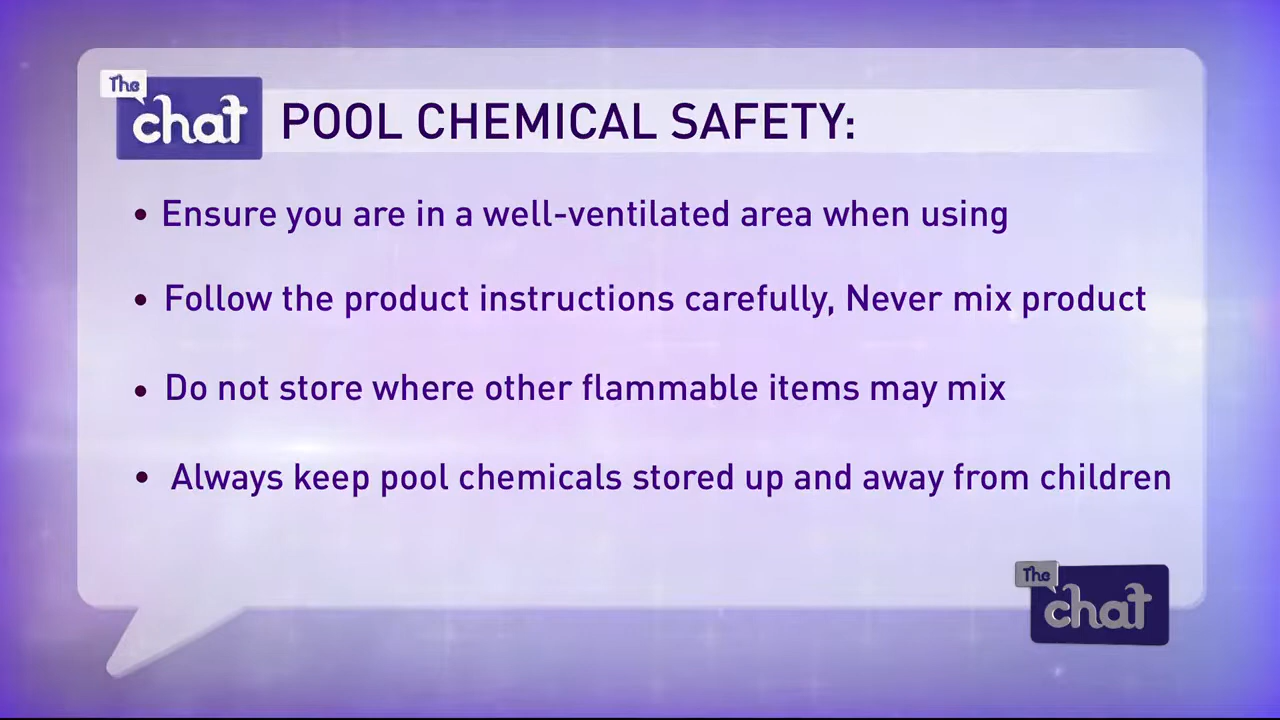 The
chat
POOL CHEMICAL SAFETY:
• Ensure you are in a well-ventilated area when using
• Follow the product instructions carefully, Never mix product
• Do not store where other flammable items may mix
• Always keep pool chemicals stored up and away from children
The
chat